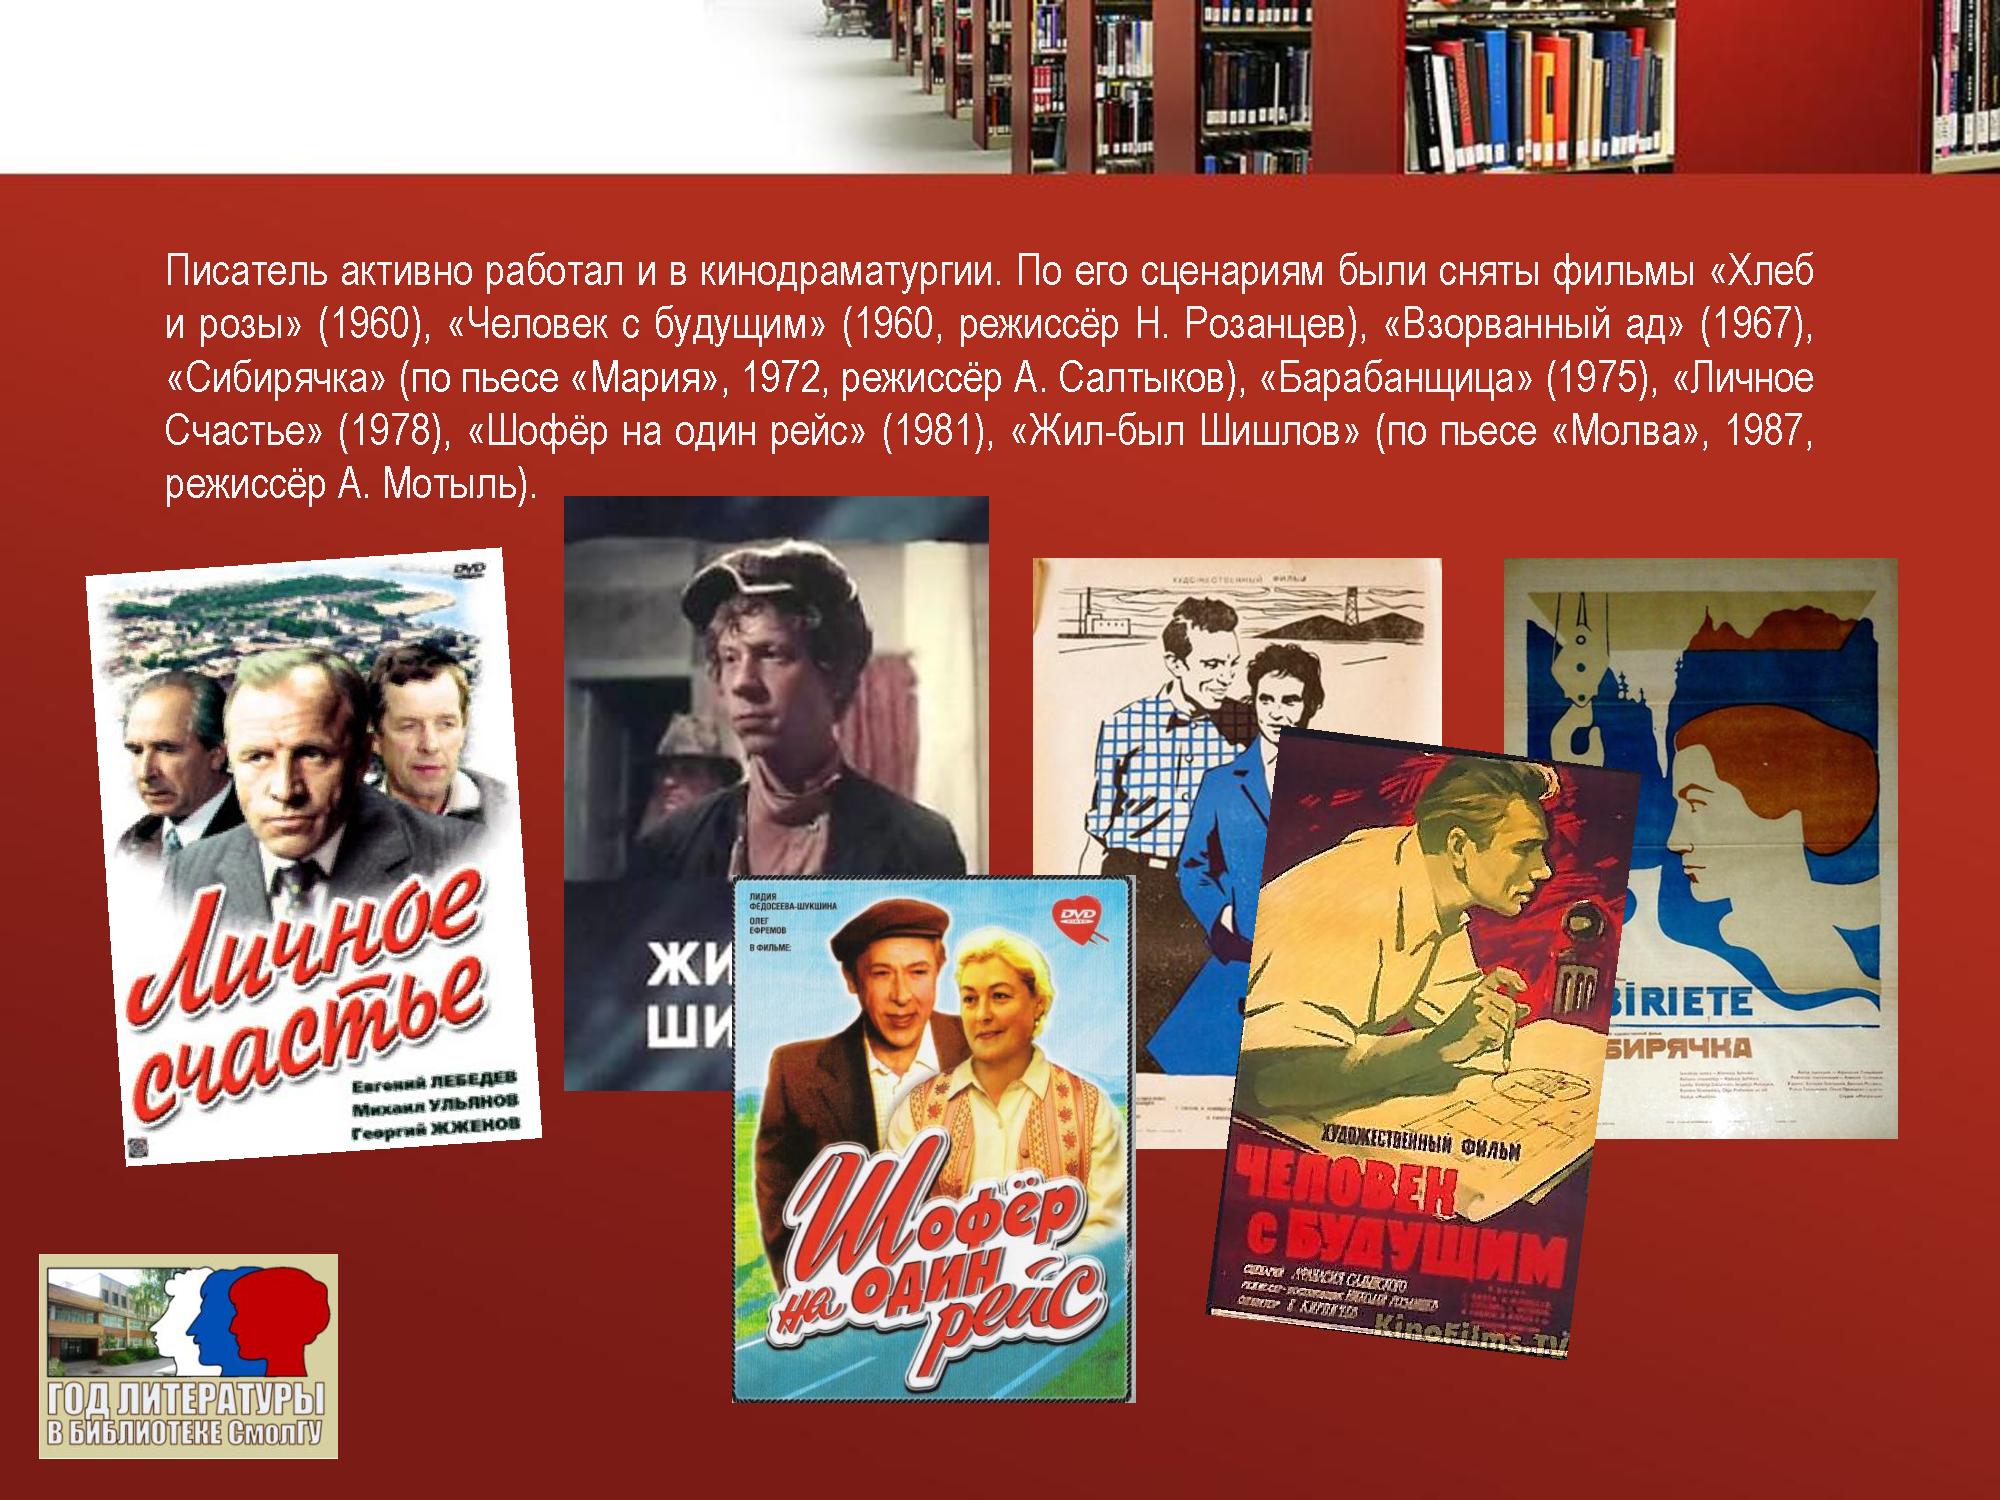 Писатель активно работал и в кинодраматургии. По его сценариям были сняты фильмы «Хлеб
и розы» (1960), «Человек с будущим» (1960, режиссёр Н. Розанцев), «Взорванный ад» (1967),
«Сибирячка» (по пьесе «Мария», 1972, режиссёр А. Салтыков), «Барабанщица» (1975), «Личное
Счастье» (1978), «Шофёр на один рейс» (1981), «Жил-был Шишлов» (по пьесе «Молва», 1987,
режиссёр А. Мотыль).
DVD
Личное
счастье
Евгений ЛЕБЕДЕВ
Михаил УЛЬЯНОВ
Георгий ЖЖЕНОВ
ЖИ
ШИ
ЛИДИЯ
ФЕДОСЕЕВА-ШУКШИНА
ОЛЕГ
ЕФРЕМОВ
В ФИЛЬМЕ:
DVD
Шофёр
на один
рейс
ХУДОЖЕСТВЕННЫЙ ФИЛЬМ
ХУДОЖЕСТВЕННЫЙ ФИЛЬМ
ЧЕЛОВЕК
С БУДУЩИМ
KinoFilms.tv
BĪRIETE
БИРЯЧКА
ГОД ЛИТЕРАТУРЫ
В БИБЛИОТЕКЕ СмолГУ